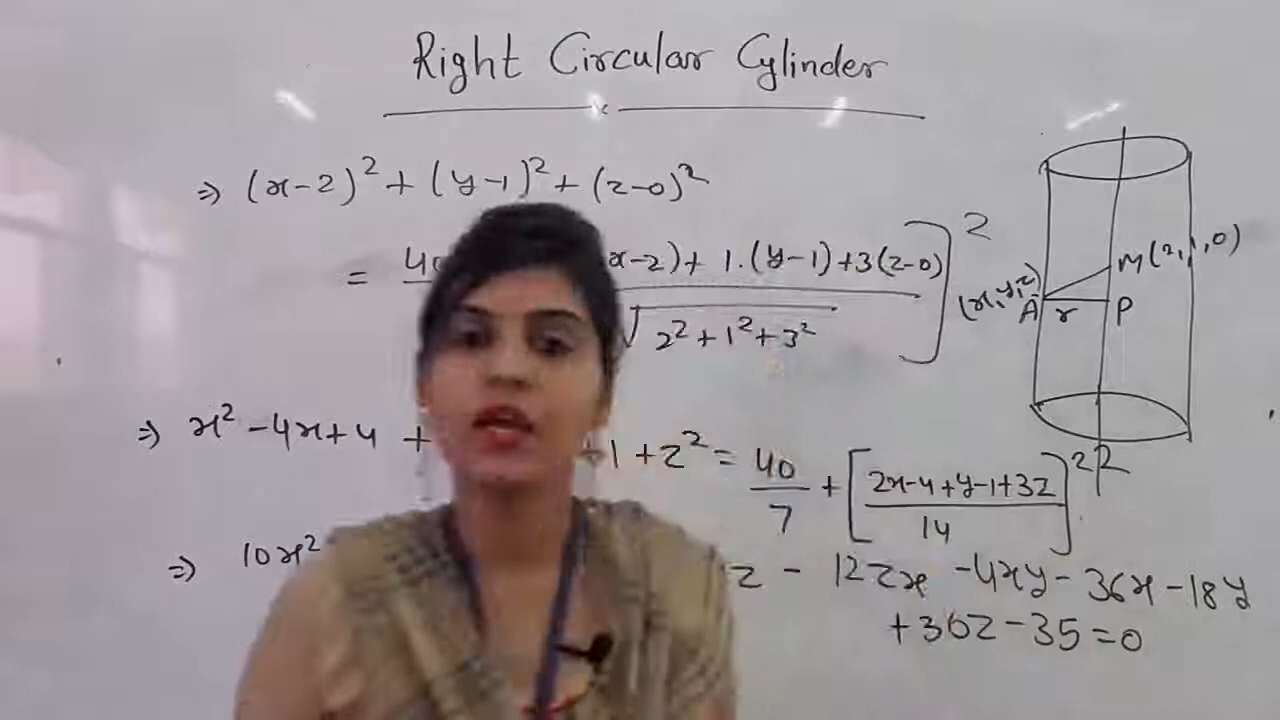 Right Circular Cylinder
⇒ (x-2)² + (y-1)² + (z-0)²
= 40 x-2) + 1.(y-1) + 3(z-0) ]²
√ 2² + 1² + 3²
⇒ x² - 4x + 4 + + 1 + z² = 40/7 + [ 2x-4+y-1+3z / 14 ]²
⇒ 10x² z - 12zx - 4xy - 36x - 18y
+ 30z - 35 = 0
M(2,1,0)
(x,y,z)
A r P